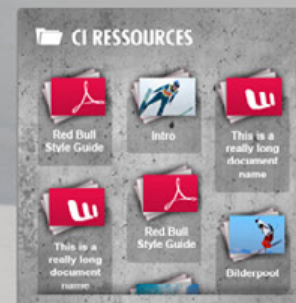 CI RESSOURCES
Red Bull
Style Guide
Intro
This is a
really long
document
name
This is a
really long
document
name
Red Bull
Style Guide
Bilderpool